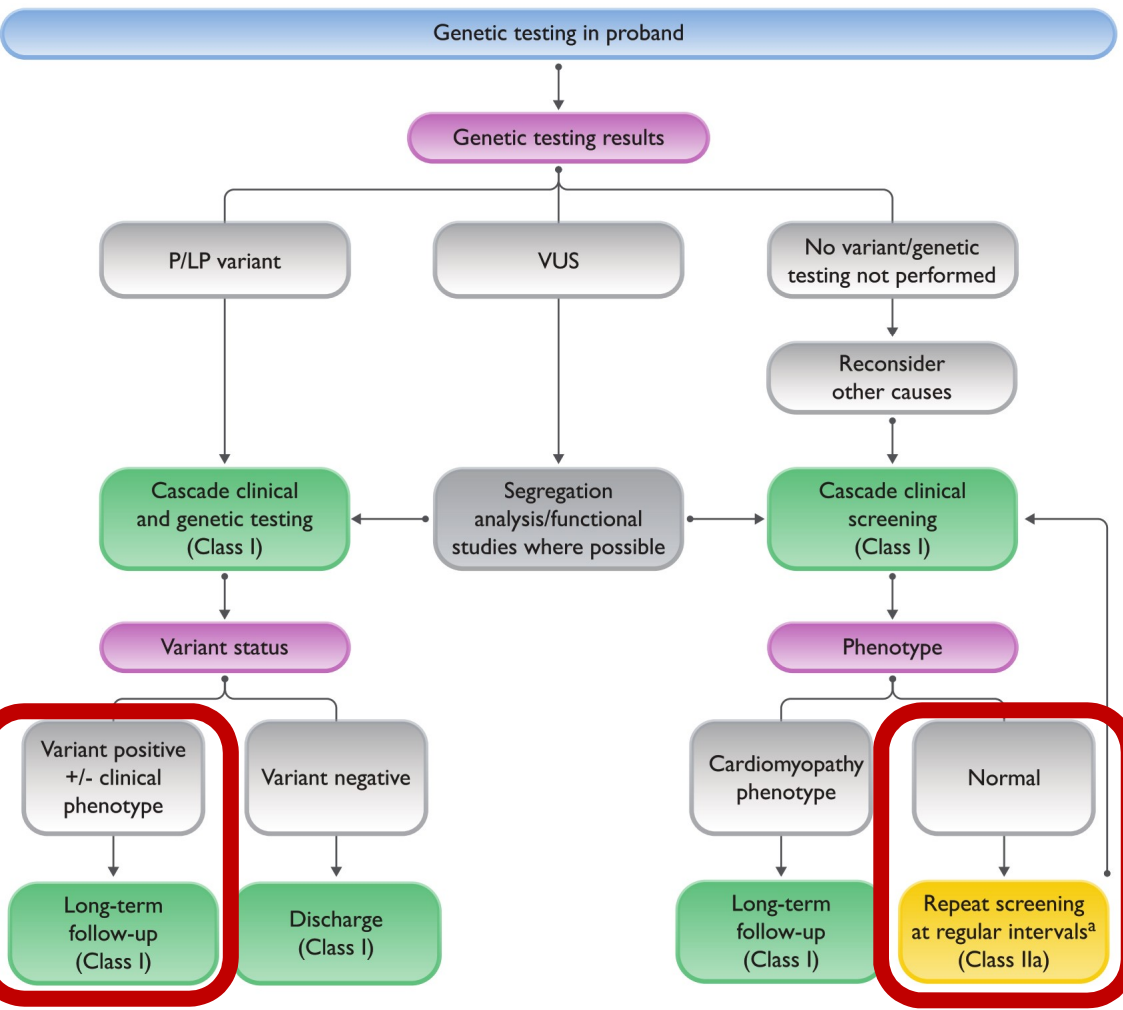 Genetic testing in proband
Genetic testing results
P/LP variant
VUS
No variant/genetic
testing not performed
Reconsider
other causes
Cascade clinical
and genetic testing
(Class I)
Segregation
analysis/functional
studies where possible
Cascade clinical
screening
(Class I)
Variant status
Phenotype
Variant positive
+/- clinical
phenotype
Variant negative
Cardiomyopathy
phenotype
Normal
Long-term
follow-up
(Class I)
Discharge
(Class I)
Long-term
follow-up
(Class I)
Repeat screening
at regular intervalsᵃ
(Class IIa)